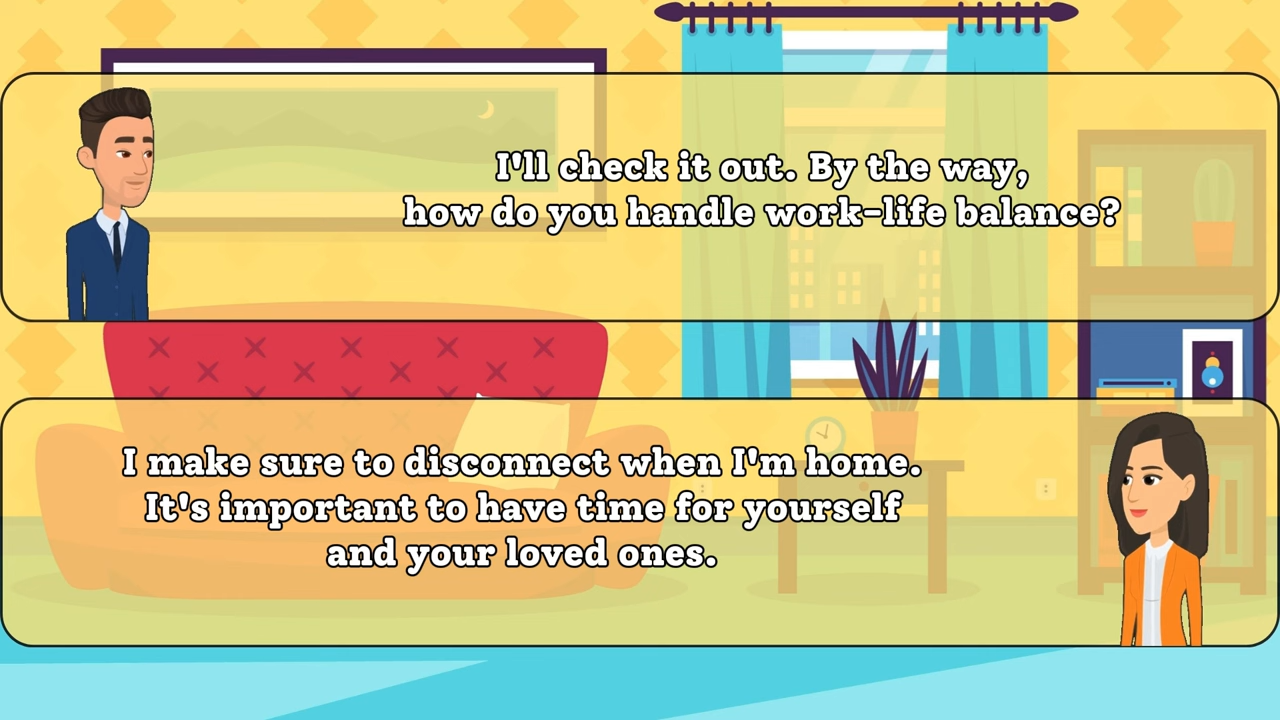 I'll check it out. By the way,
how do you handle work-life balance?
I make sure to disconnect when I'm home.
It's important to have time for yourself
and your loved ones.